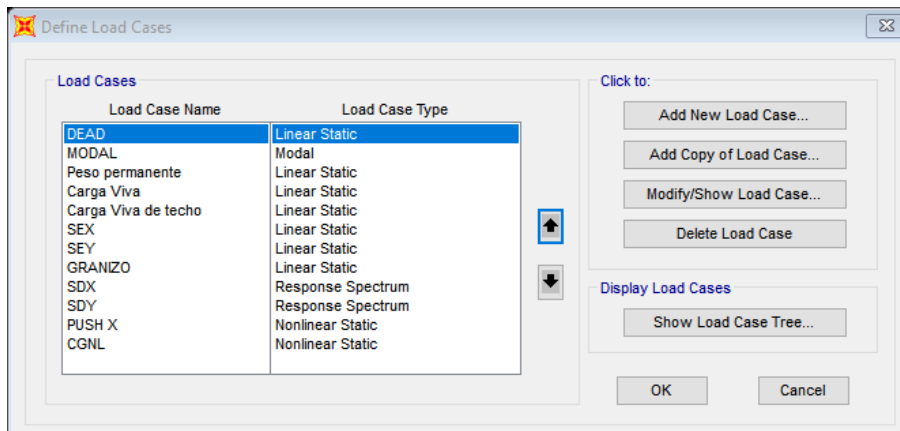 Define Load Cases
Load Cases
Load Case Name Load Case Type
DEAD Linear Static
MODAL Modal
Peso permanente Linear Static
Carga Viva Linear Static
Carga Viva de techo Linear Static
SEX Linear Static
SEY Linear Static
GRANIZO Linear Static
SDX Response Spectrum
SDY Response Spectrum
PUSH X Nonlinear Static
CGNL Nonlinear Static
Click to:
Add New Load Case...
Add Copy of Load Case...
Modify/Show Load Case...
Delete Load Case
Display Load Cases
Show Load Case Tree...
OK Cancel